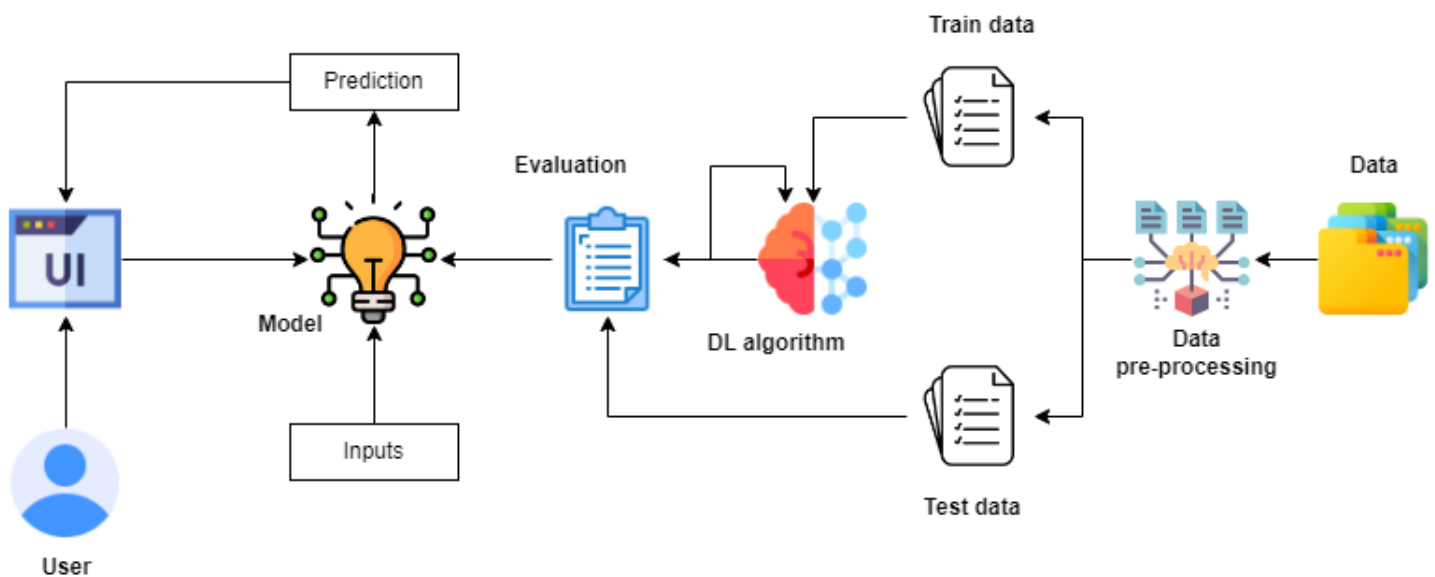 Train data
Prediction
Evaluation
Data
UI
Model
DL algorithm
Data
pre-processing
Inputs
Test data
User